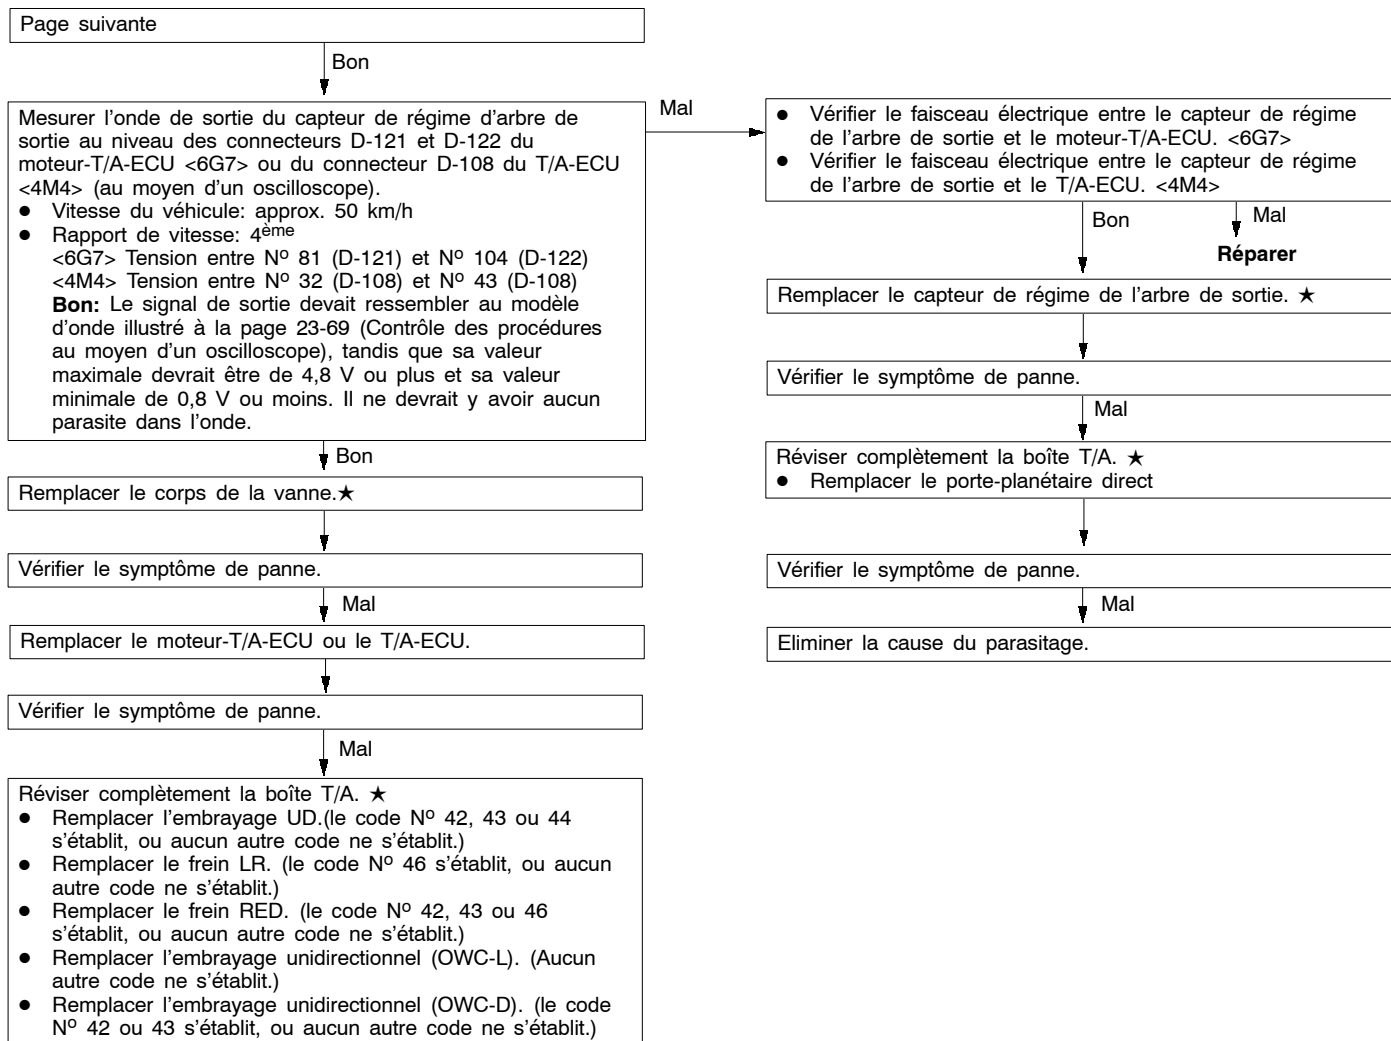 Page suivante
Bon
Mesurer l'onde de sortie du capteur de régime d'arbre de
sortie au niveau des connecteurs D-121 et D-122 du
moteur-T/A-ECU <6G7> ou du connecteur D-108 du T/A-ECU
<4M4> (au moyen d'un oscilloscope).
● Vitesse du véhicule: approx. 50 km/h
● Rapport de vitesse: 4ème
<6G7> Tension entre Nº 81 (D-121) et Nº 104 (D-122)
<4M4> Tension entre Nº 32 (D-108) et Nº 43 (D-108)
Bon: Le signal de sortie devait ressembler au modèle
d'onde illustré à la page 23-69 (Contrôle des procédures
au moyen d'un oscilloscope), tandis que sa valeur
maximale devrait être de 4,8 V ou plus et sa valeur
minimale de 0,8 V ou moins. Il ne devrait y avoir aucun
parasite dans l'onde.
Bon
Remplacer le corps de la vanne.★
Vérifier le symptôme de panne.
Mal
Remplacer le moteur-T/A-ECU ou le T/A-ECU.
Vérifier le symptôme de panne.
Mal
Réviser complètement la boîte T/A. ★
● Remplacer l'embrayage UD.(le code Nº 42, 43 ou 44
s'établit, ou aucun autre code ne s'établit.)
● Remplacer le frein LR. (le code Nº 46 s'établit, ou aucun
autre code ne s'établit.)
● Remplacer le frein RED. (le code Nº 42, 43 ou 46
s'établit, ou aucun autre code ne s'établit.)
● Remplacer l'embrayage unidirectionnel (OWC-L). (Aucun
autre code ne s'établit.)
● Remplacer l'embrayage unidirectionnel (OWC-D). (le code
Nº 42 ou 43 s'établit, ou aucun autre code ne s'établit.)
Mal
● Vérifier le faisceau électrique entre le capteur de régime
de l'arbre de sortie et le moteur-T/A-ECU. <6G7>
● Vérifier le faisceau électrique entre le capteur de régime
de l'arbre de sortie et le T/A-ECU. <4M4>
Bon
Mal
Réparer
Remplacer le capteur de régime de l'arbre de sortie. ★
Vérifier le symptôme de panne.
Mal
Réviser complètement la boîte T/A. ★
● Remplacer le porte-planétaire direct
Vérifier le symptôme de panne.
Mal
Eliminer la cause du parasitage.